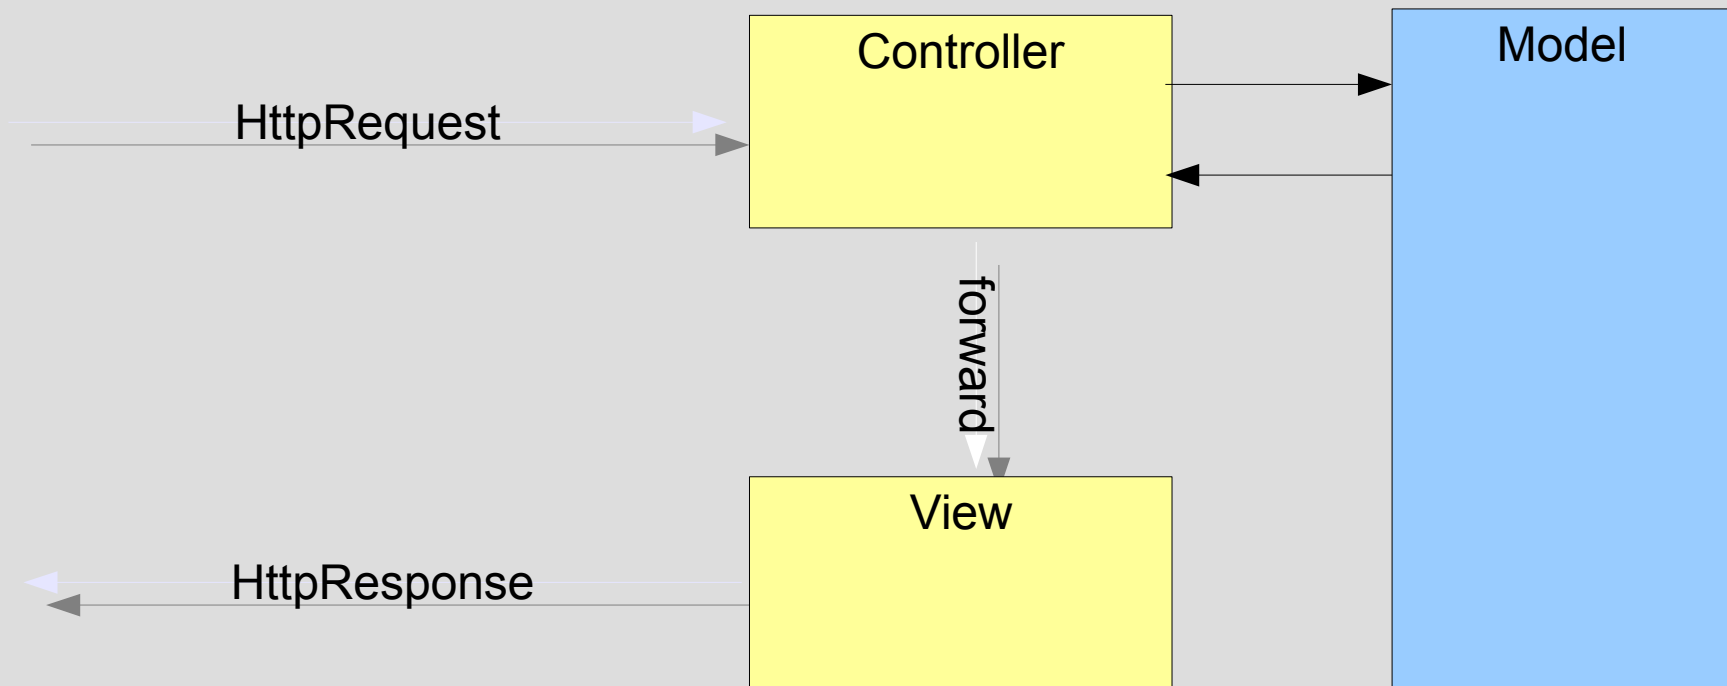 Controller
Model
HttpRequest
forward
View
HttpResponse